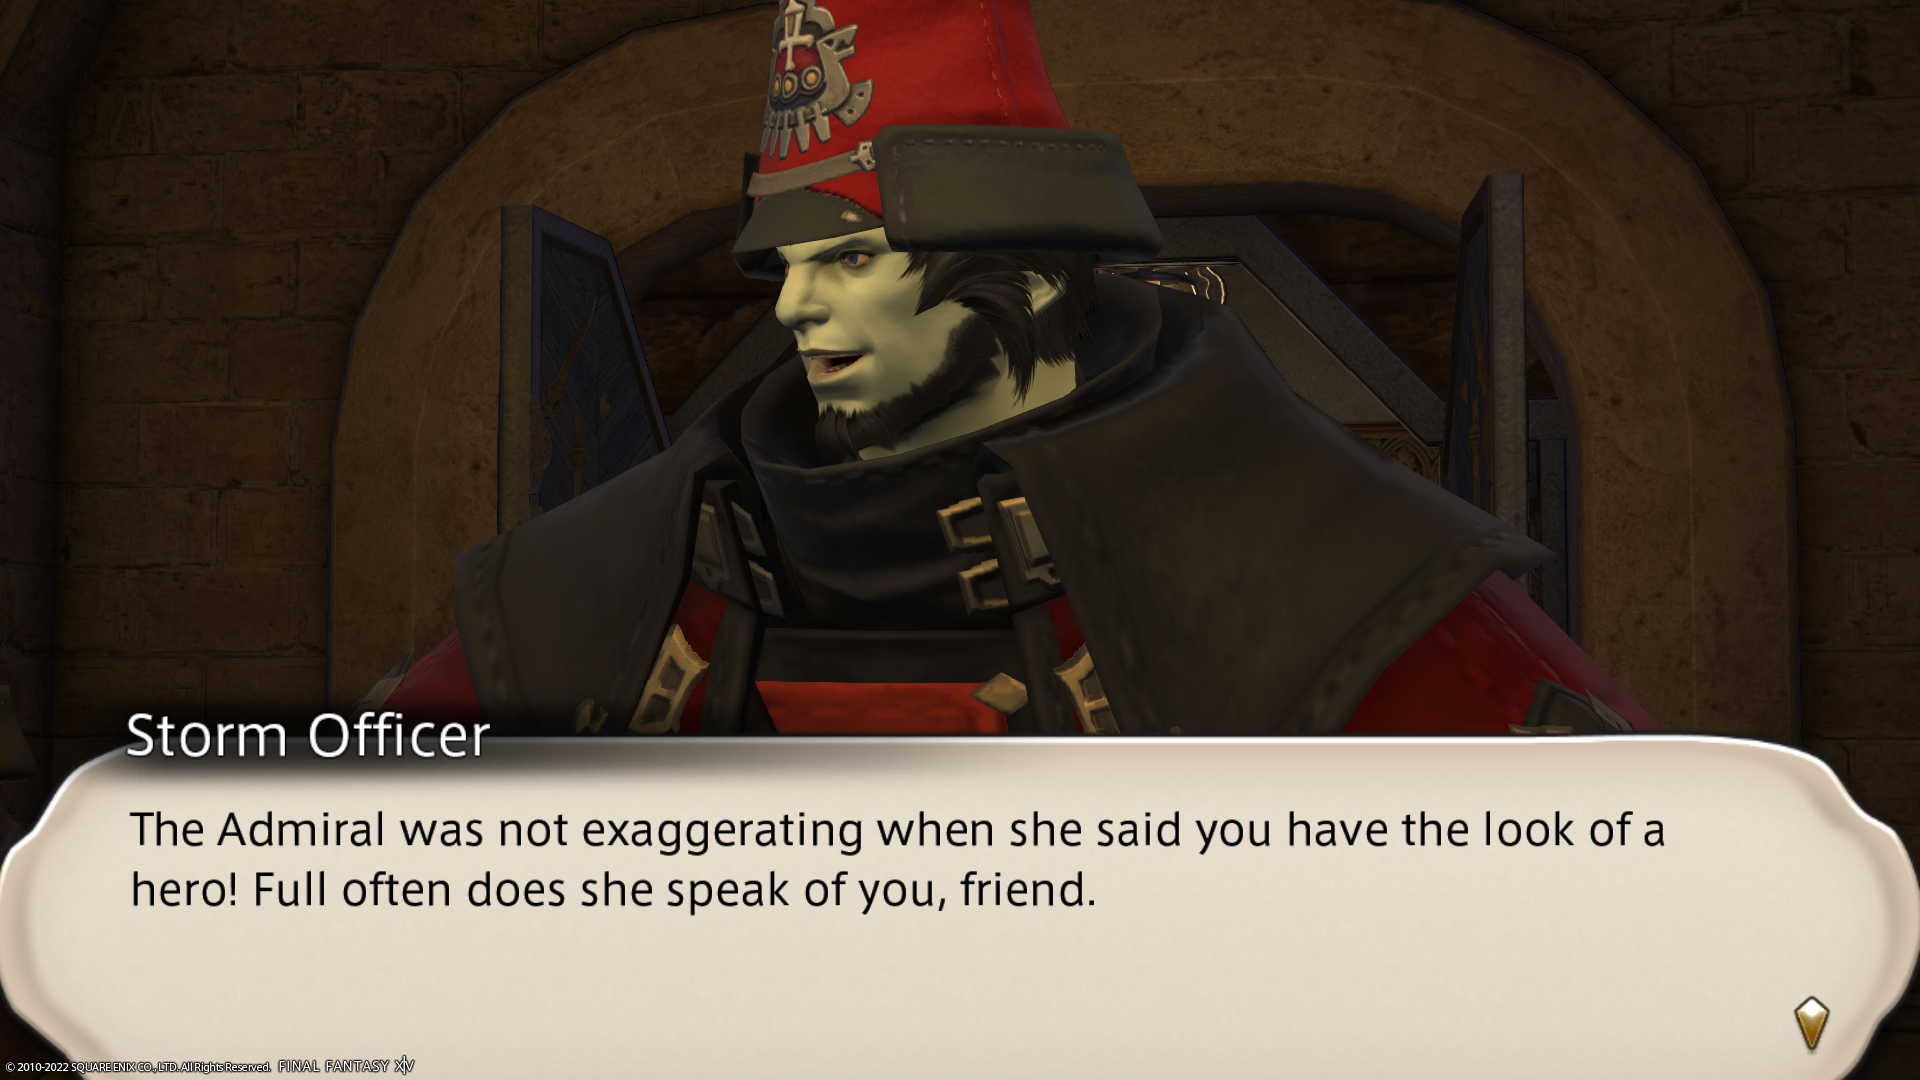 Storm Officer
The Admiral was not exaggerating when she said you have the look of a
hero! Full often does she speak of you, friend.
© 2010-2022 SQUARE ENIX CO., LTD. All Rights Reserved. FINAL FANTASY XIV